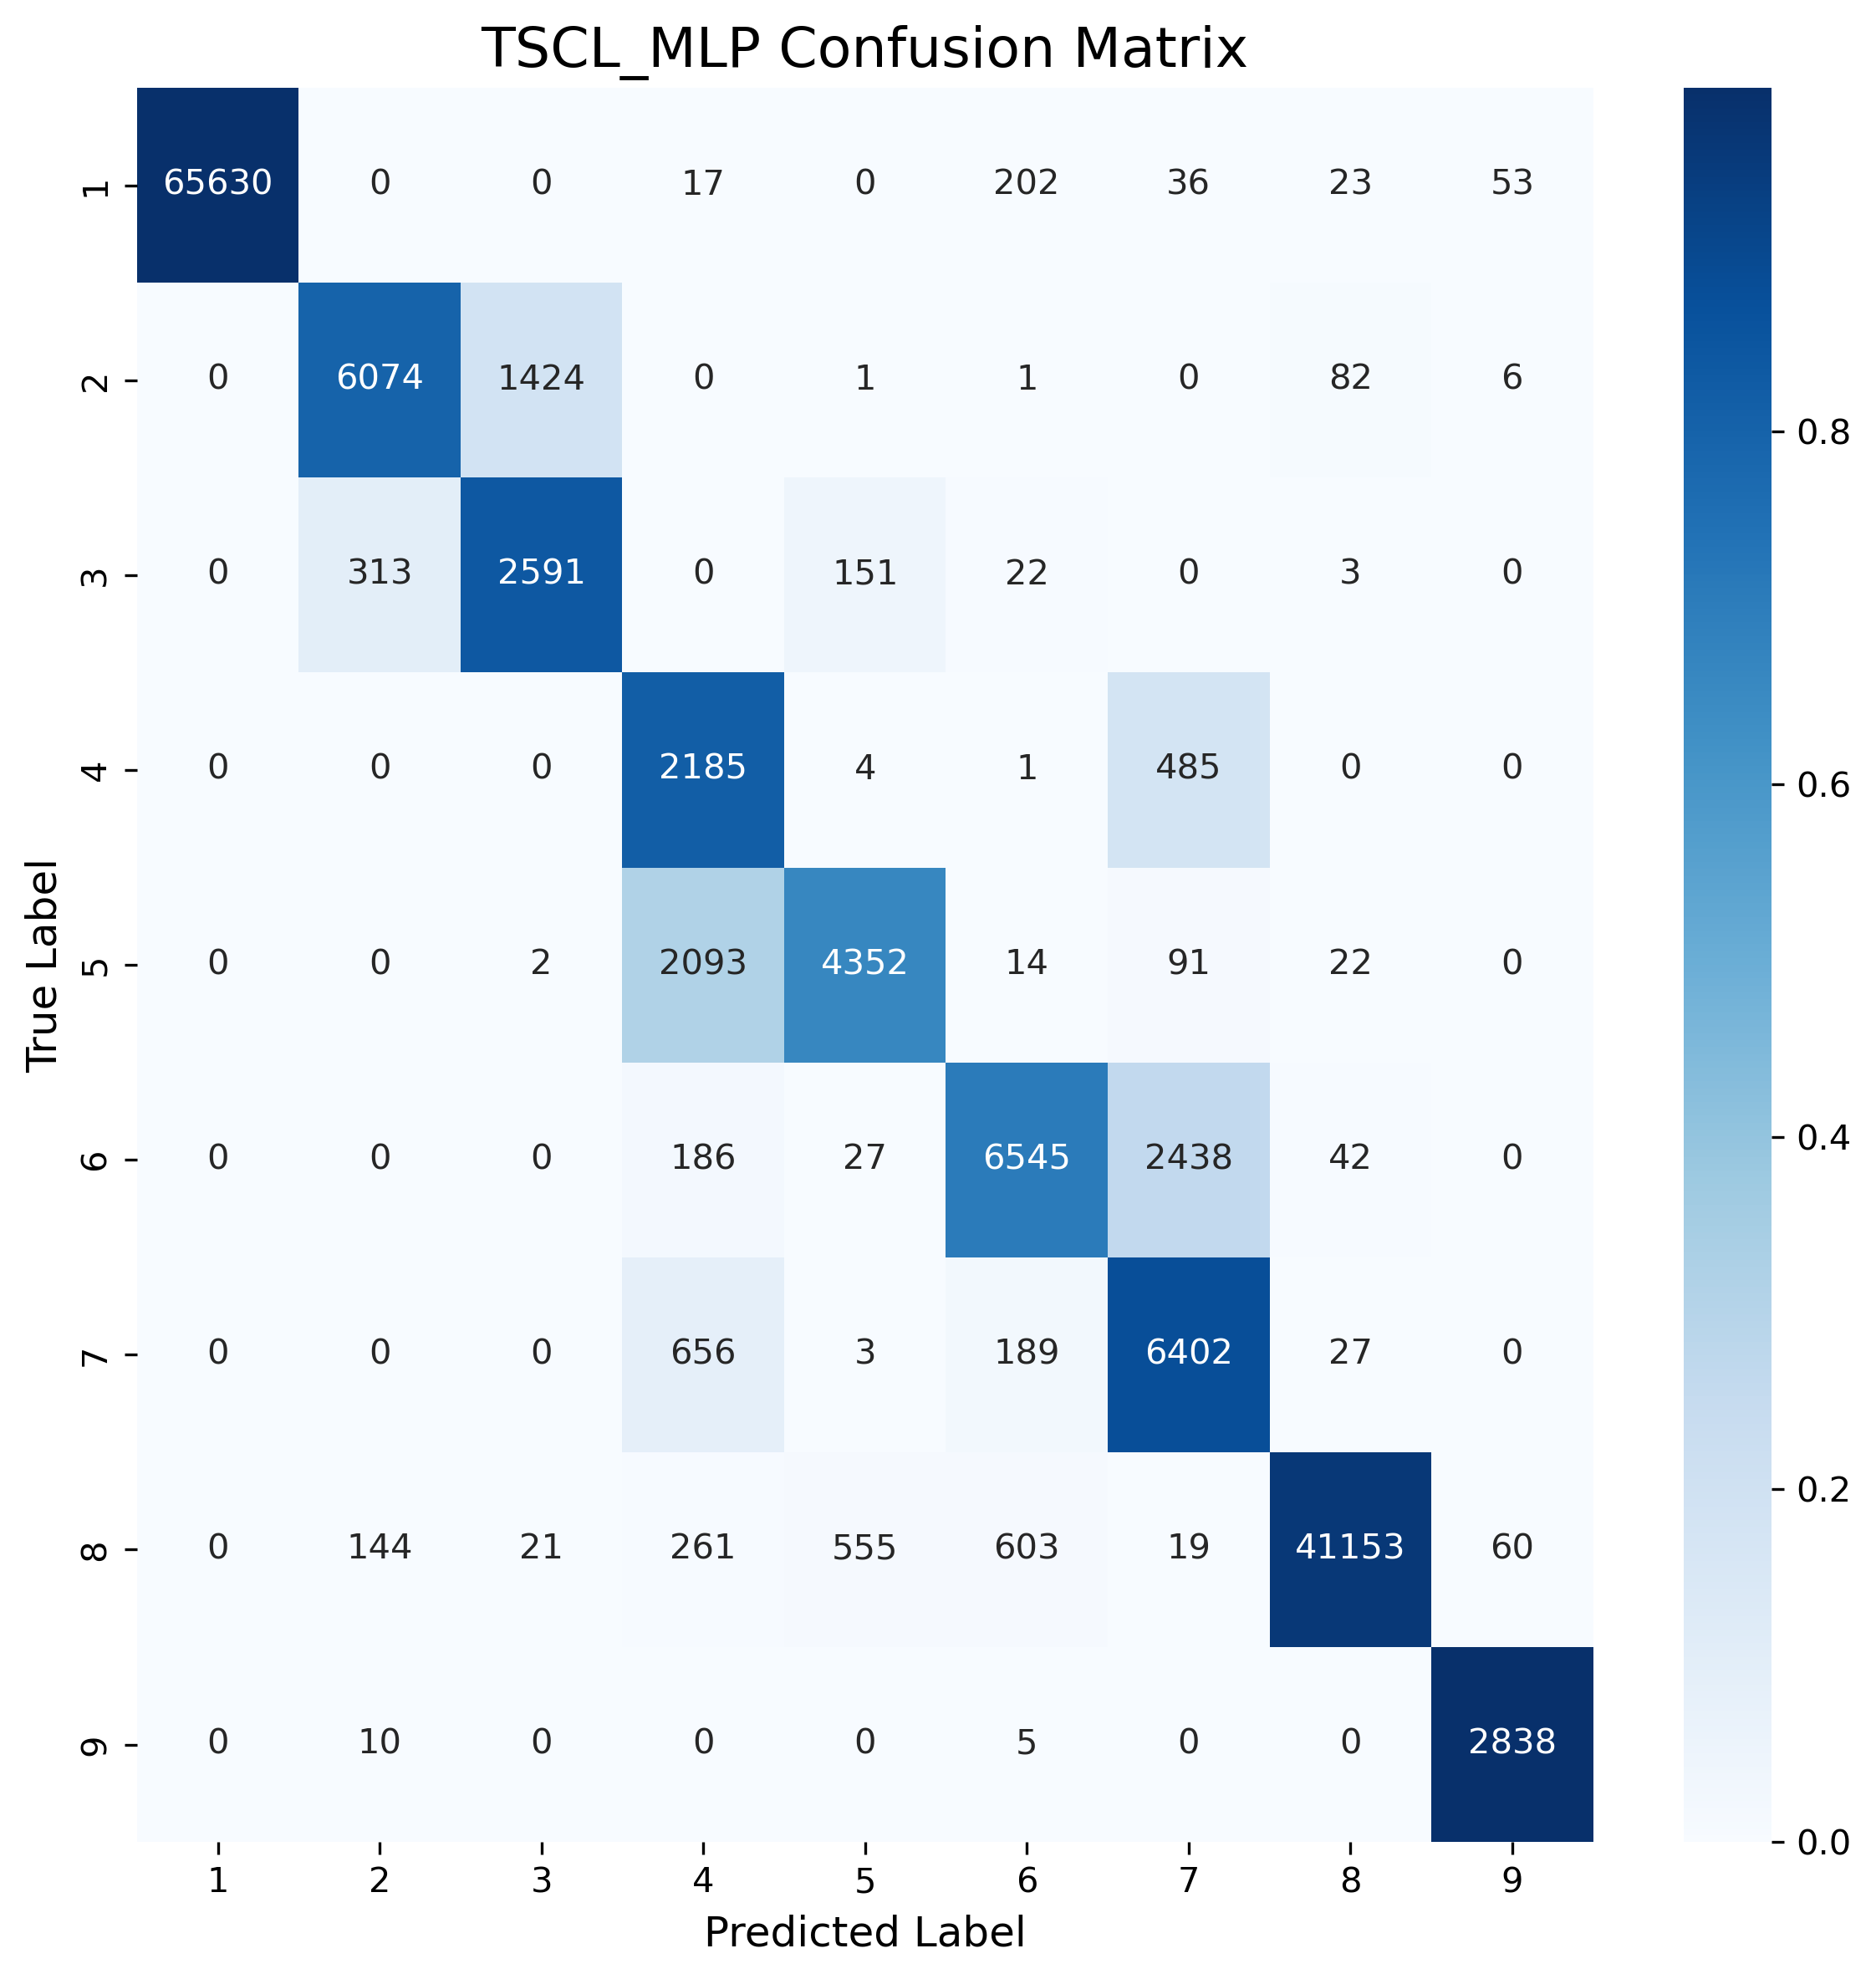 TSCL_MLP Confusion Matrix
1 65630 0 0 17 0 202 36 23 53
2 0 6074 1424 0 1 1 0 82 6
0.8
3 0 313 2591 0 151 22 0 3 0
4 0 0 0 2185 4 1 485 0 0
0.6
True Label
5 0 0 2 2093 4352 14 91 22 0
0.4
6 0 0 0 186 27 6545 2438 42 0
7 0 0 0 656 3 189 6402 27 0
0.2
8 0 144 21 261 555 603 19 41153 60
9 0 10 0 0 0 5 0 0 2838
0.0
1 2 3 4 5 6 7 8 9
Predicted Label